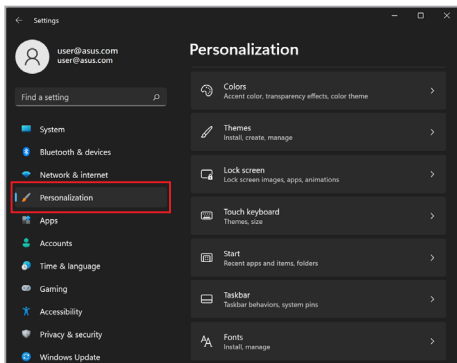 Settings
user@asus.com
user@asus.com
Find a setting
System
Bluetooth & devices
Network & internet
Personalization
Apps
Accounts
Time & language
Gaming
Accessibility
Privacy & security
Windows Update
Personalization
Colors
Accent color, transparency effects, color theme
Themes
Install, create, manage
Lock screen
Lock screen images, apps, animations
Touch keyboard
Themes, size
Start
Recent apps and items, folders
Taskbar
Taskbar behaviors, system pins
Fonts
Install, manage